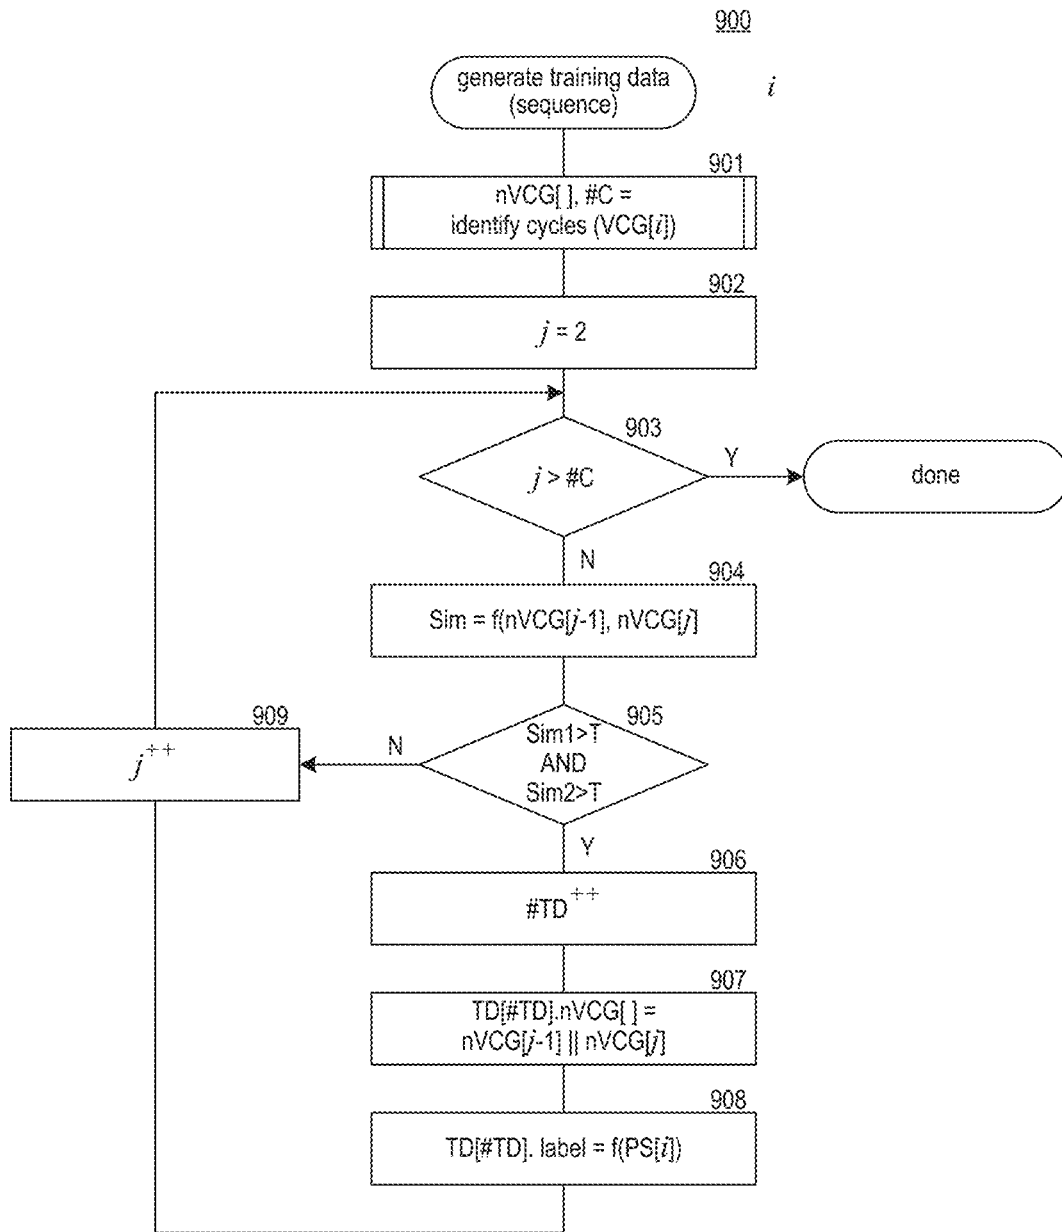 900
generate training data
(sequence)
i
901
nVCG[ ], #C =
identify cycles (VCG[i])
902
j = 2
903
j > #C
Y
done
N
904
Sim = f(nVCG[j-1], nVCG[j]
905
Sim1>T
AND
Sim2>T
N
909
j++
Y
906
#TD++
907
TD[#TD].nVCG[ ] =
nVCG[j-1] || nVCG[j]
908
TD[#TD]. label = f(PS[i])